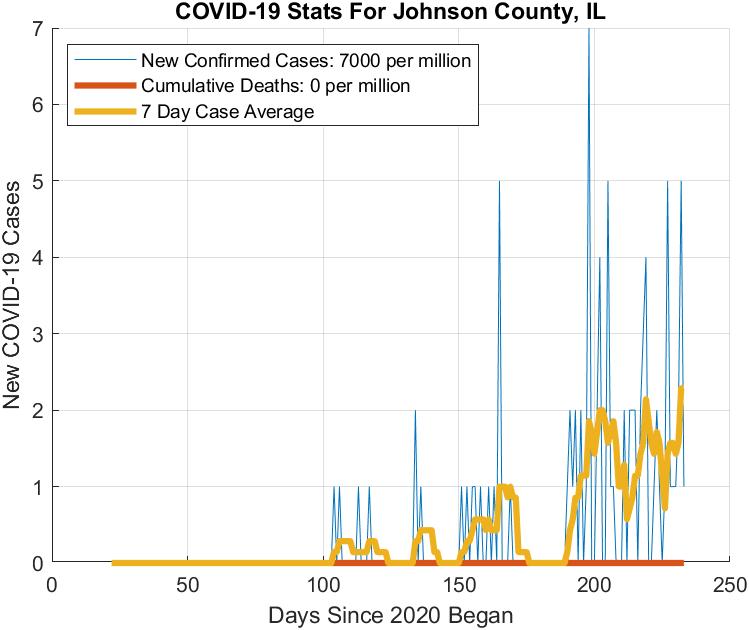 COVID-19 Stats For Johnson County, IL
New Confirmed Cases: 7000 per million
Cumulative Deaths: 0 per million
7 Day Case Average
New COVID-19 Cases
7
6
5
4
3
2
1
0
0 50 100 150 200 250
Days Since 2020 Began